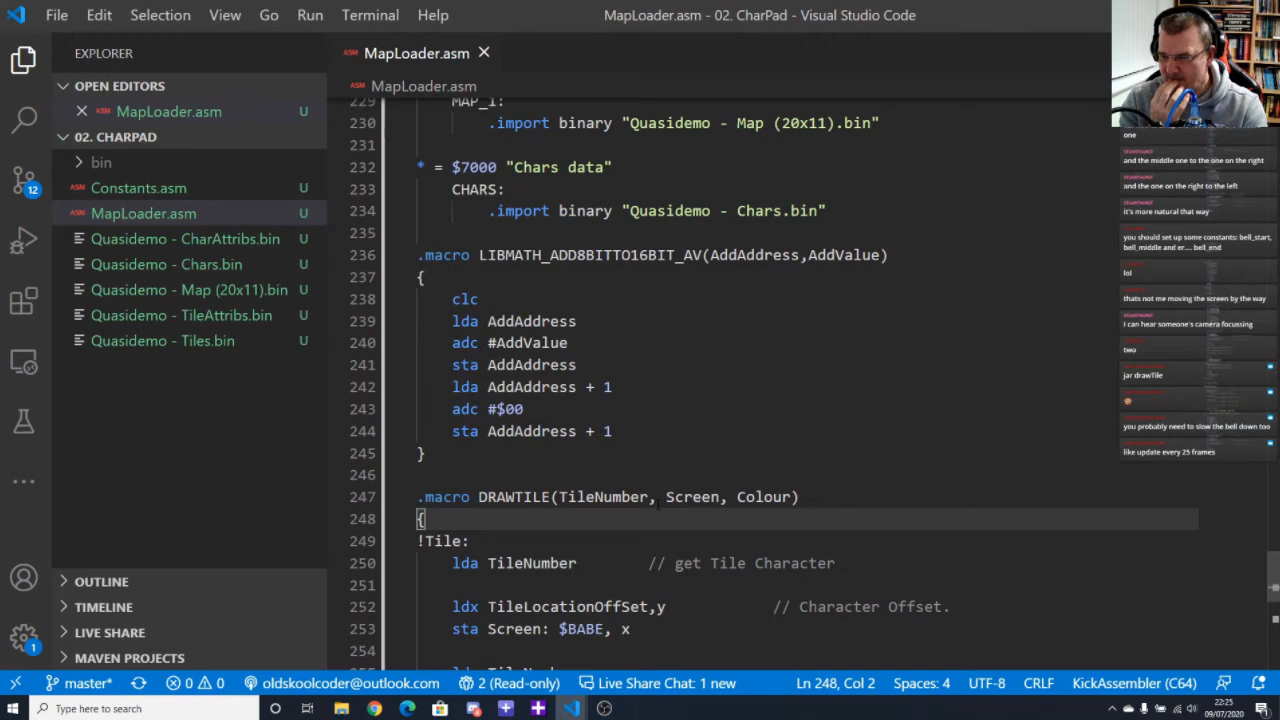 File Edit Selection View Go Run Terminal Help
MapLoader.asm - 02. CharPad - Visual Studio Code
EXPLORER
OPEN EDITORS
ASM MapLoader.asm U
02. CHARPAD
bin
ASM Constants.asm U
ASM MapLoader.asm U
Quasidemo - CharAttribs.bin U
Quasidemo - Chars.bin U
Quasidemo - Map (20x11).bin U
Quasidemo - TileAttribs.bin U
Quasidemo - Tiles.bin U
OUTLINE
TIMELINE
LIVE SHARE
MAVEN PROJECTS
12
1
ASM MapLoader.asm
ASM MapLoader.asm
229 MAP_1:
230 .import binary "Quasidemo - Map (20x11).bin"
231
232 * = $7000 "Chars data"
233 CHARS:
234 .import binary "Quasidemo - Chars.bin"
235
236 .macro LIBMATH_ADD8BITTO16BIT_AV(AddAddress,AddValue)
237 {
238 clc
239 lda AddAddress
240 adc #AddValue
241 sta AddAddress
242 lda AddAddress + 1
243 adc #$00
244 sta AddAddress + 1
245 }
246
247 .macro DRAWTILE(TileNumber, Screen, Colour)
248 {
249 !Tile:
250 lda TileNumber // get Tile Character
251
252 ldx TileLocationOffSet,y // Character Offset.
253 sta Screen: $BABE, x
254
one
and the middle one to the one on the right
and the one on the right to the left
it's more natural that way
you should set up some constants: bell_start,
bell_middle and er.... bell_end
lol
thats not me moving the screen by the way
I can hear someone's camera focussing
two
jar drawTile
you probably need to slow the bell down too
like update every 25 frames
master* 0 0 oldskoolcoder@outlook.com 2 (Read-only) Live Share Chat: 1 new Ln 248, Col 2 Spaces: 4 UTF-8 CRLF KickAssembler (C64)
Type here to search
22:25
09/07/2020